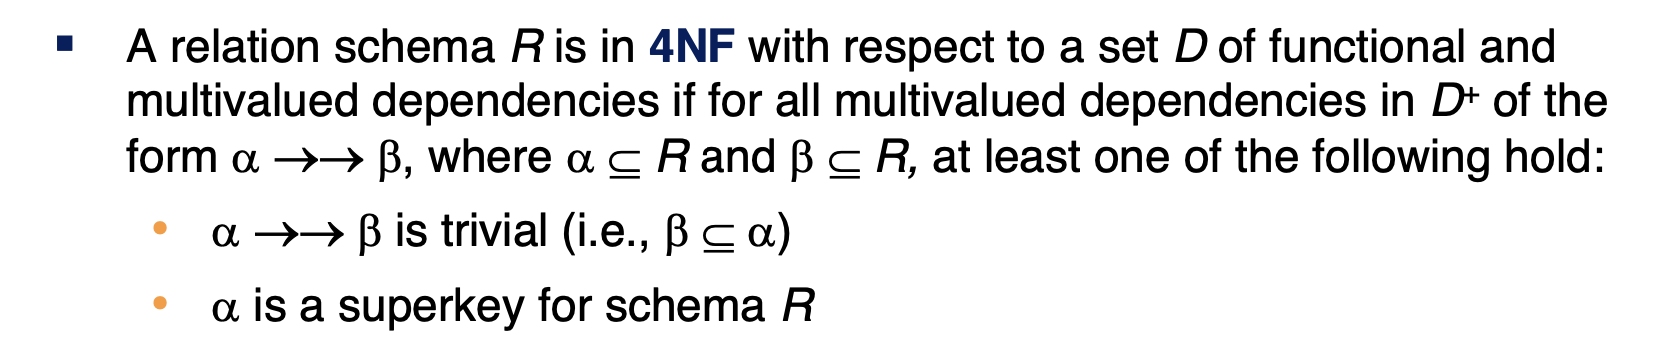 ▪ A relation schema R is in 4NF with respect to a set D of functional and
multivalued dependencies if for all multivalued dependencies in D⁺ of the
form α →→ β, where α ⊆ R and β ⊆ R, at least one of the following hold:
• α →→ β is trivial (i.e., β ⊆ α)
• α is a superkey for schema R